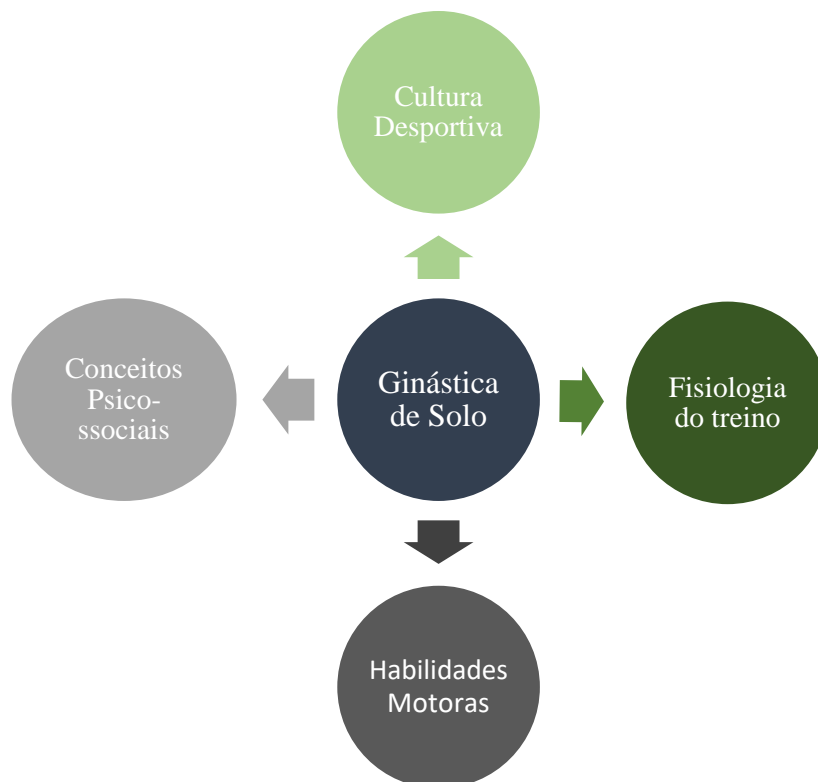 Cultura
Desportiva
Conceitos
Psico-
ssociais
Ginástica
de Solo
Fisiologia
do treino
Habilidades
Motoras